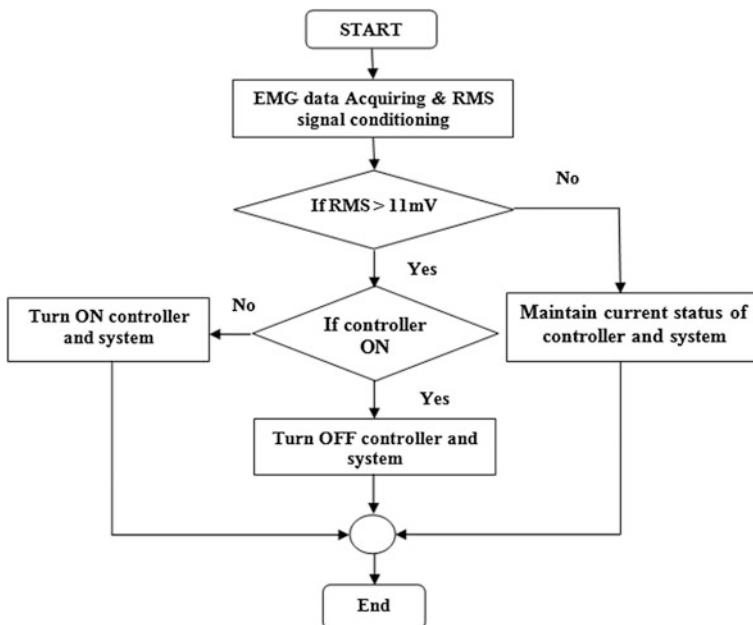 START
EMG data Acquiring & RMS
signal conditioning
No
If RMS > 11mV
Yes
No
Turn ON controller
and system
If controller
ON
Maintain current status of
controller and system
Yes
Turn OFF controller and
system
End